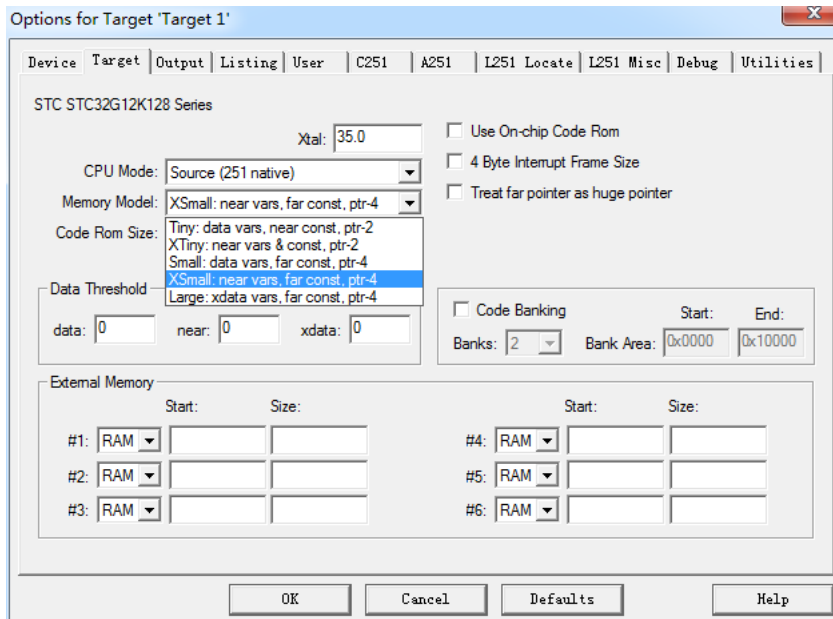 Options for Target 'Target 1'
Device Target Output Listing User C251 A251 L251 Locate L251 Misc Debug Utilities
STC STC32G12K128 Series
Xtal: 35.0
Use On-chip Code Rom
CPU Mode: Source (251 native)
4 Byte Interrupt Frame Size
Memory Model: XSmall: near vars, far const, ptr-4
Treat far pointer as huge pointer
Code Rom Size:
Tiny: data vars, near const, ptr-2
XTiny: near vars & const, ptr-2
Small: data vars, far const, ptr-4
XSmall: near vars, far const, ptr-4
Large: xdata vars, far const, ptr-4
Data Threshold
data: 0 near: 0 xdata: 0
Code Banking Start: End:
Banks: 2 Bank Area: 0x0000 0x10000
External Memory
Start: Size: Start: Size:
#1: RAM #4: RAM
#2: RAM #5: RAM
#3: RAM #6: RAM
OK Cancel Defaults Help